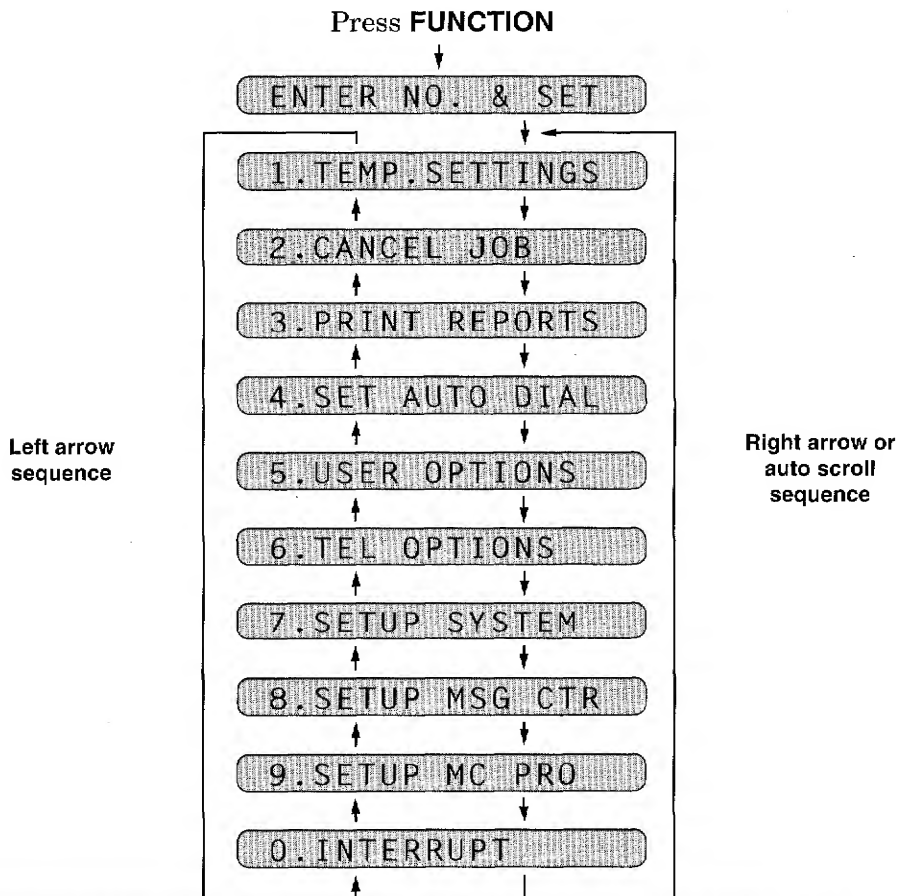 Press FUNCTION
ENTER NO. & SET
1.TEMP.SETTINGS
2.CANCEL JOB
3.PRINT REPORTS
4.SET AUTO DIAL
Left arrow
sequence
Right arrow or
auto scroll
sequence
5.USER OPTIONS
6.TEL OPTIONS
7.SETUP SYSTEM
8.SETUP MSG CTR
9.SETUP MC PRO
0.INTERRUPT